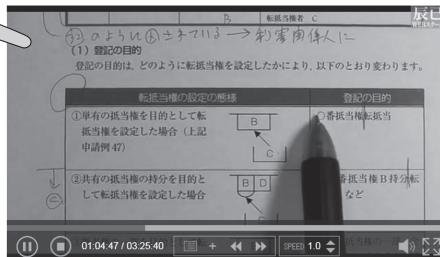 B 転抵当権者 C
辰已
のように されている → 利害関係人に
(1) 登記の目的
登記の目的は、どのように転抵当権を設定したかにより、以下のとおり変わります。
転抵当権の設定の態様 登記の目的
①単有の抵当権を目的として転 B ○番抵当権転抵当
抵当権を設定した場合(上記
申請例 47) C
②共有の抵当権の持分を目的と B D 番抵当権B持分転
して転抵当権を設定した場合 など
C
01:04:47 / 03:25:40 SPEED 1.0